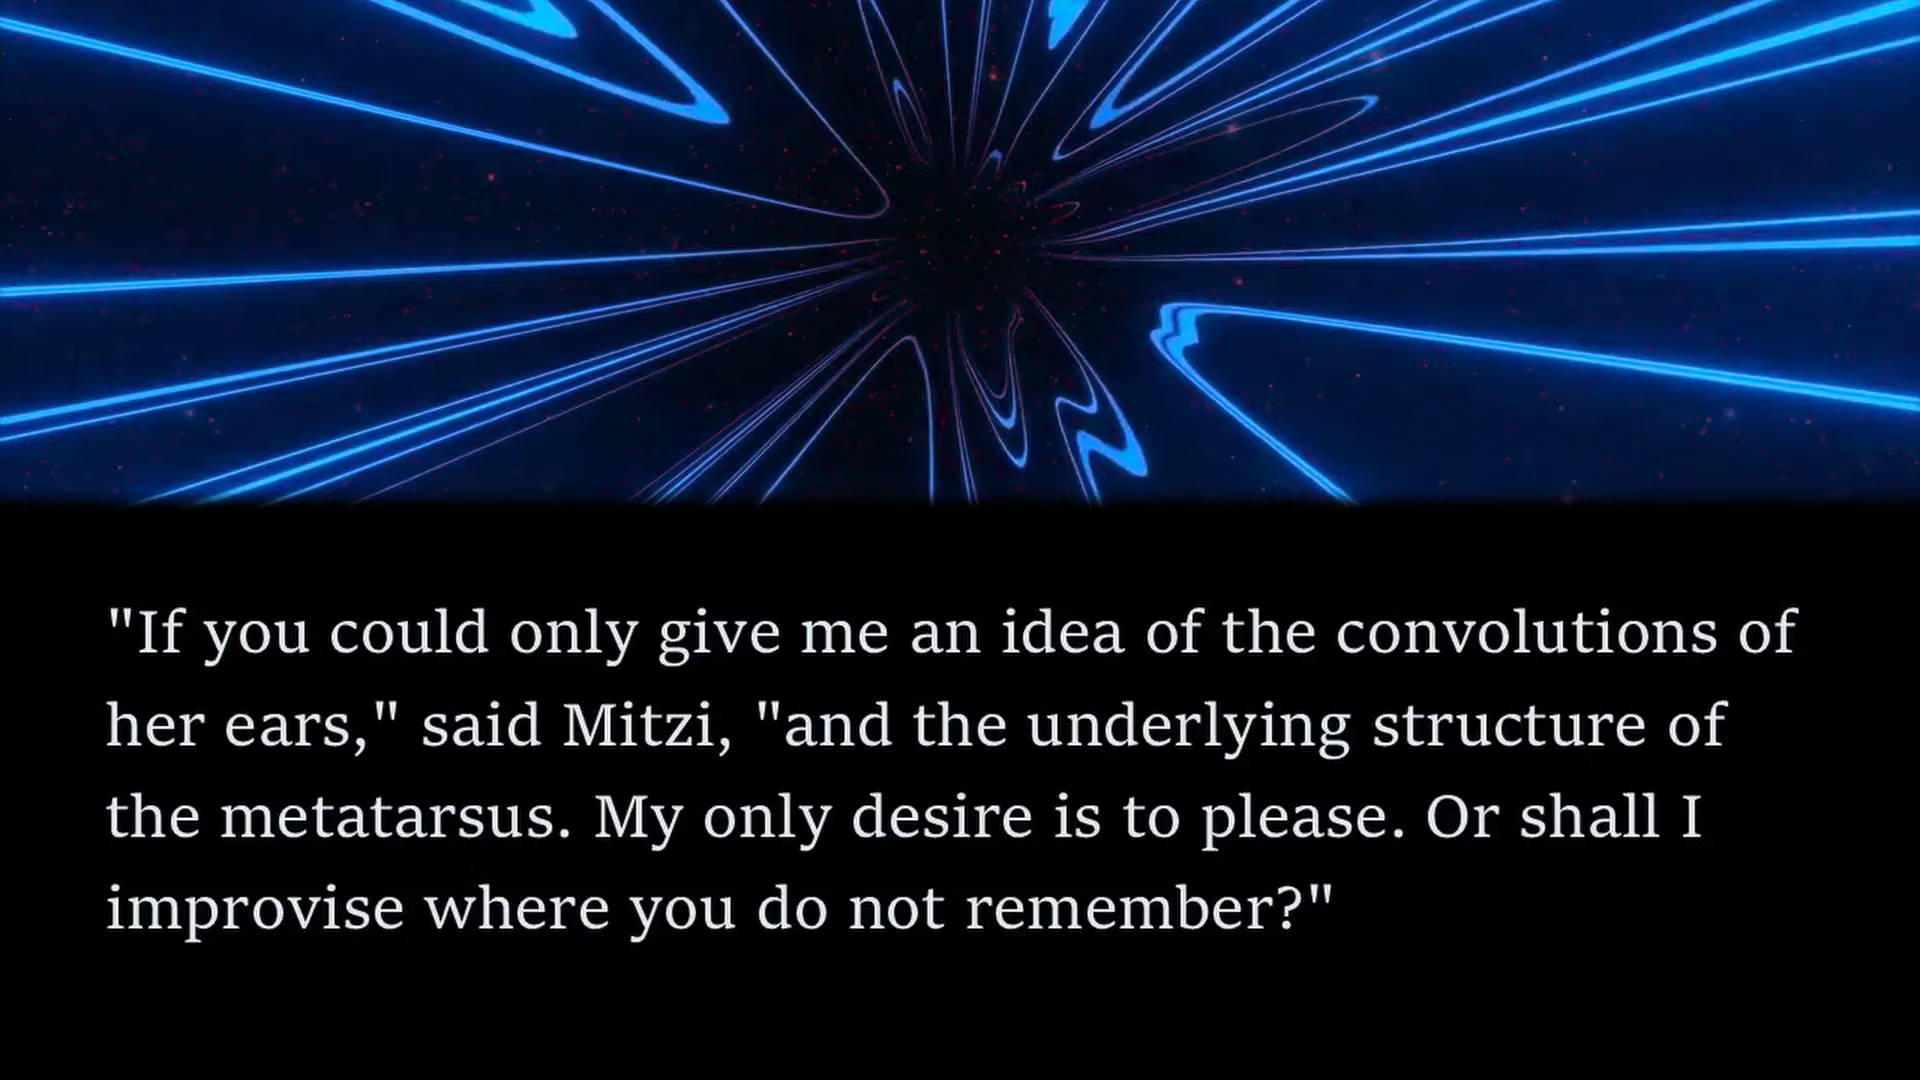 "If you could only give me an idea of the convolutions of
her ears," said Mitzi, "and the underlying structure of
the metatarsus. My only desire is to please. Or shall I
improvise where you do not remember?"